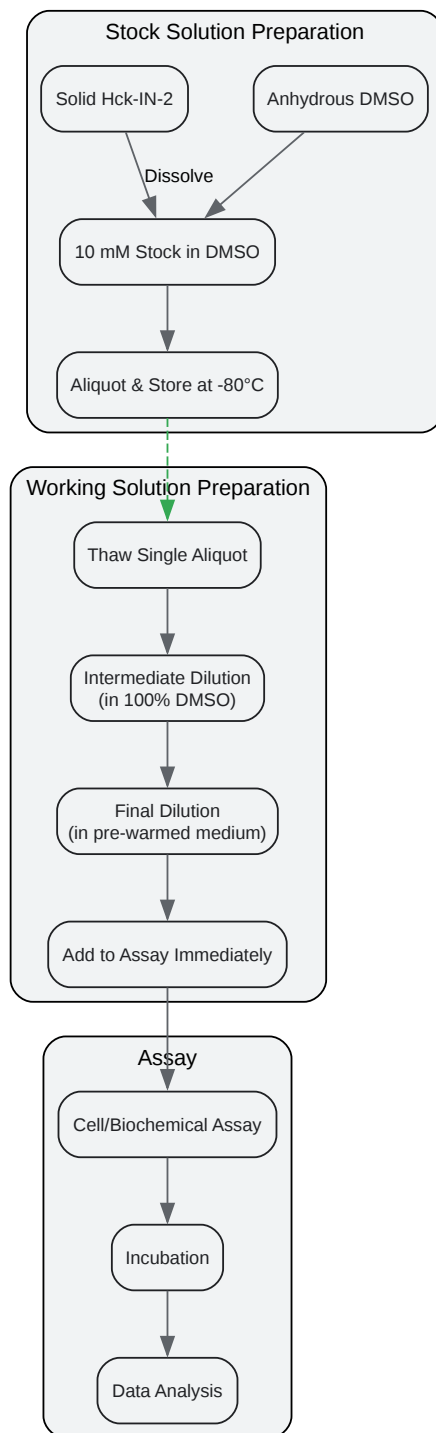 Stock Solution Preparation
Solid Hck-IN-2
Anhydrous DMSO
Dissolve
10 mM Stock in DMSO
Aliquot & Store at -80°C
Working Solution Preparation
Thaw Single Aliquot
Intermediate Dilution
(in 100% DMSO)
Final Dilution
(in pre-warmed medium)
Add to Assay Immediately
Assay
Cell/Biochemical Assay
Incubation
Data Analysis